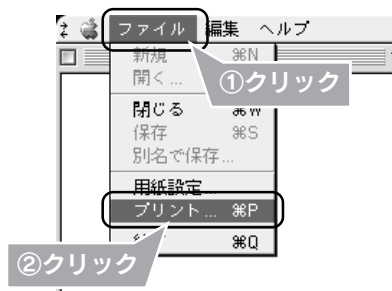 ファイル 編集 ヘルプ
新規 ⌘N
開く...
①クリック
閉じる ⌘W
保存 ⌘S
別名で保存...
用紙設定...
プリント... ⌘P
⌘Q
②クリック